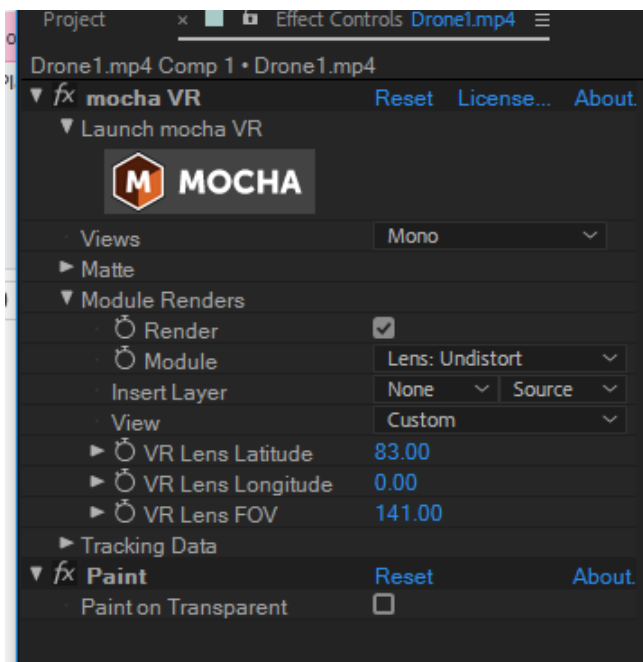 Project × Effect Controls Drone1.mp4 ☰
Drone1.mp4 Comp 1 • Drone1.mp4
fx mocha VR Reset License... About.
Launch mocha VR
M MOCHA
Views Mono
Matte
Module Renders
Render
Module Lens: Undistort
Insert Layer None Source
View Custom
VR Lens Latitude 83.00
VR Lens Longitude 0.00
VR Lens FOV 141.00
Tracking Data
fx Paint Reset About.
Paint on Transparent